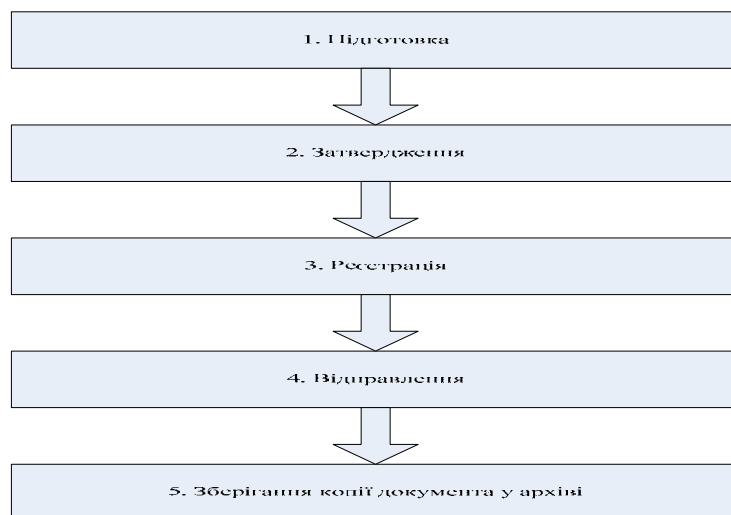 1. Підготовка
2. Затвердження
3. Реєстрація
4. Відправлення
5. Зберігання копії документа у архіві